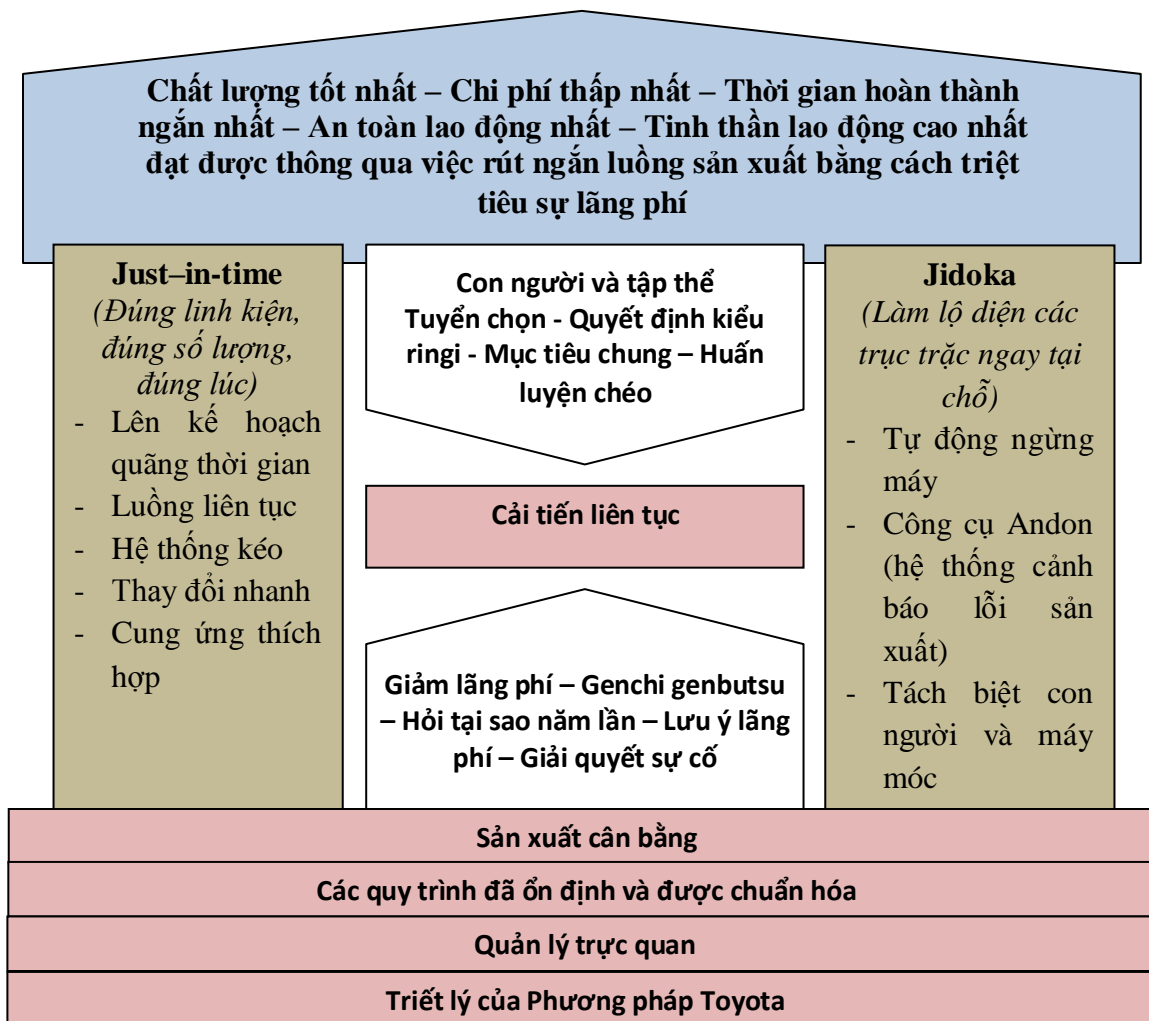 Chất lượng tốt nhất – Chi phí thấp nhất – Thời gian hoàn thành
ngắn nhất – An toàn lao động nhất – Tinh thần lao động cao nhất
đạt được thông qua việc rút ngắn luồng sản xuất bằng cách triệt
tiêu sự lãng phí
Just–in-time
(Đúng linh kiện,
đúng số lượng,
đúng lúc)
- Lên kế hoạch
quãng thời gian
- Luồng liên tục
- Hệ thống kéo
- Thay đổi nhanh
- Cung ứng thích
hợp
Con người và tập thể
Tuyển chọn - Quyết định kiểu
ringi - Mục tiêu chung – Huấn
luyện chéo
Cải tiến liên tục
Giảm lãng phí – Genchi genbutsu
– Hỏi tại sao năm lần – Lưu ý lãng
phí – Giải quyết sự cố
Jidoka
(Làm lộ diện các
trục trặc ngay tại
chỗ)
- Tự động ngừng
máy
- Công cụ Andon
(hệ thống cảnh
báo lỗi sản
xuất)
- Tách biệt con
người và máy
móc
Sản xuất cân bằng
Các quy trình đã ổn định và được chuẩn hóa
Quản lý trực quan
Triết lý của Phương pháp Toyota